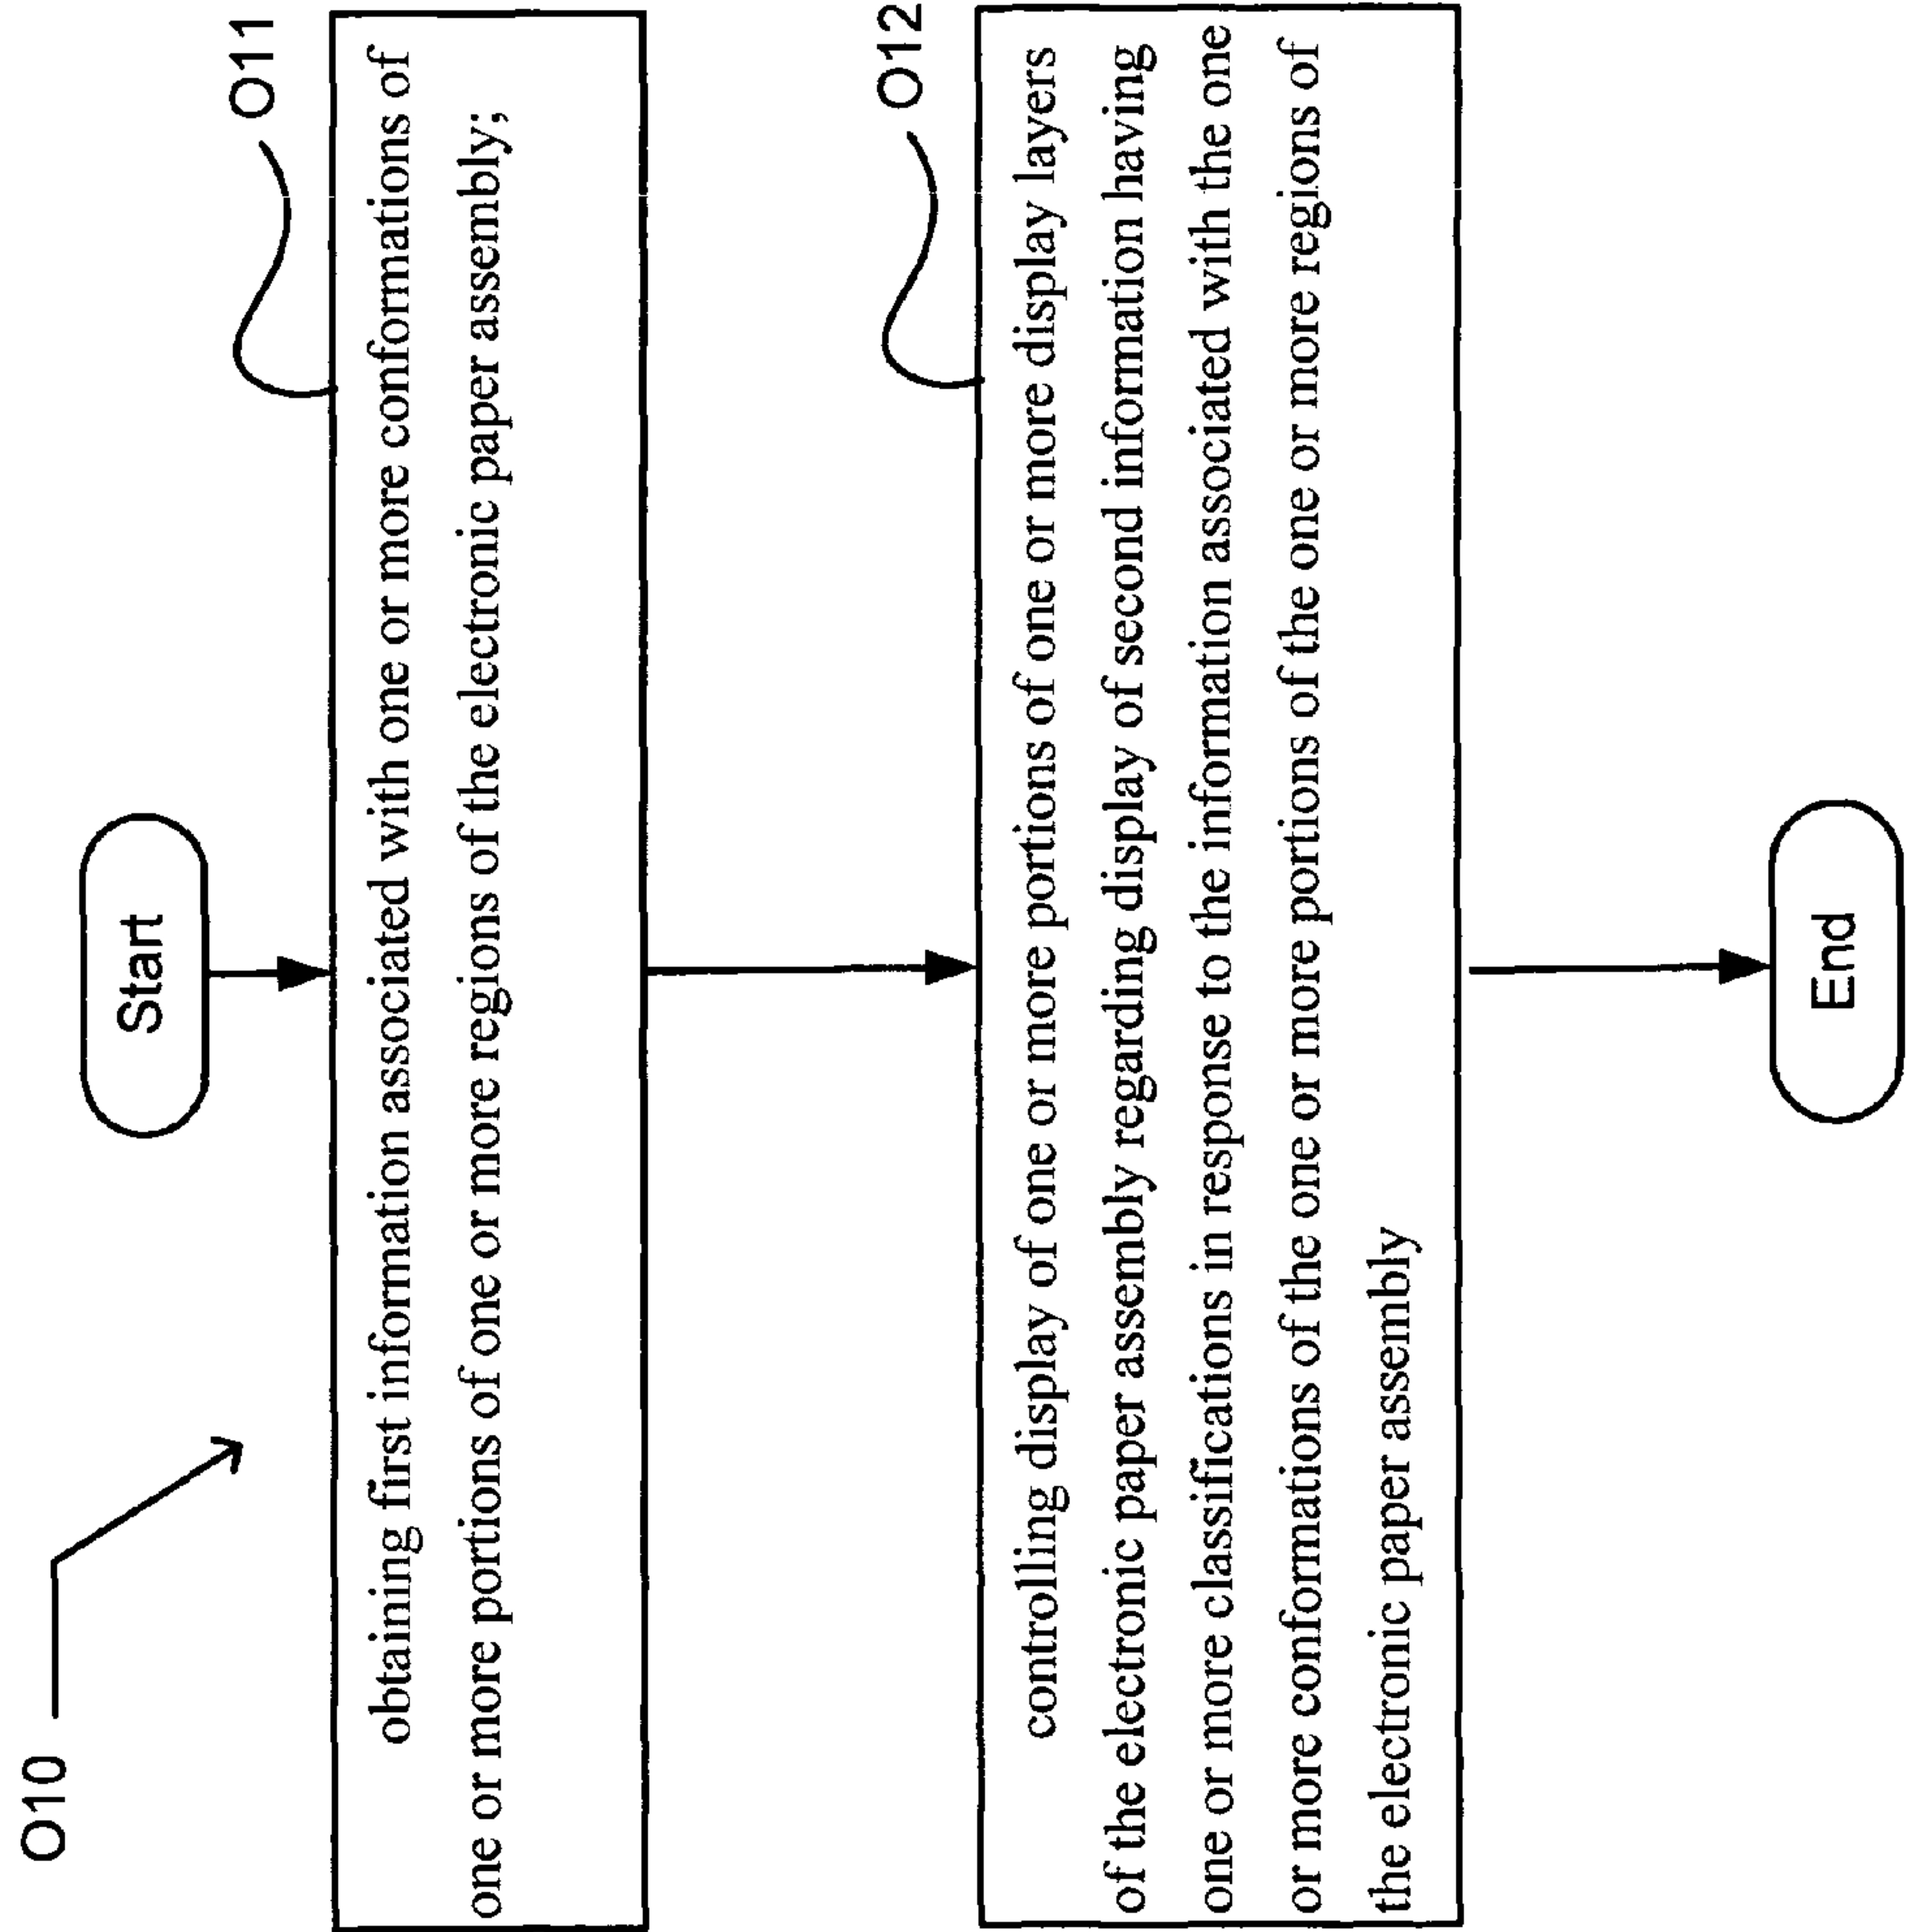 O10
Start
O11
obtaining first information associated with one or more conformations of
one or more portions of one or more regions of the electronic paper assembly;
O12
controlling display of one or more portions of one or more display layers
of the electronic paper assembly regarding display of second information having
one or more classifications in response to the information associated with the one
or more conformations of the one or more portions of the one or more regions of
the electronic paper assembly
End